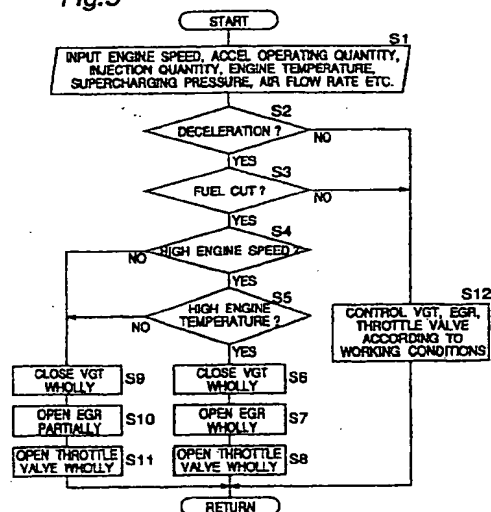 Fig.5
START
S1
INPUT ENGINE SPEED, ACCEL OPERATING QUANTITY,
INJECTION QUANTITY, ENGINE TEMPERATURE,
SUPERCHARGING PRESSURE, AIR FLOW RATE ETC.
S2
DECELERATION ?
NO
YES
S3
FUEL CUT ?
NO
YES
S4
HIGH ENGINE SPEED ?
NO
YES
S5
HIGH ENGINE
TEMPERATURE ?
NO
YES
S12
CONTROL VGT, EGR,
THROTTLE VALVE
ACCORDING TO
WORKING CONDITIONS
CLOSE VGT
WHOLLY
S9
CLOSE VGT
WHOLLY
S6
OPEN EGR
PARTIALLY
S10
OPEN EGR
WHOLLY
S7
OPEN THROTTLE
VALVE WHOLLY
S11
OPEN THROTTLE
VALVE WHOLLY
S8
RETURN